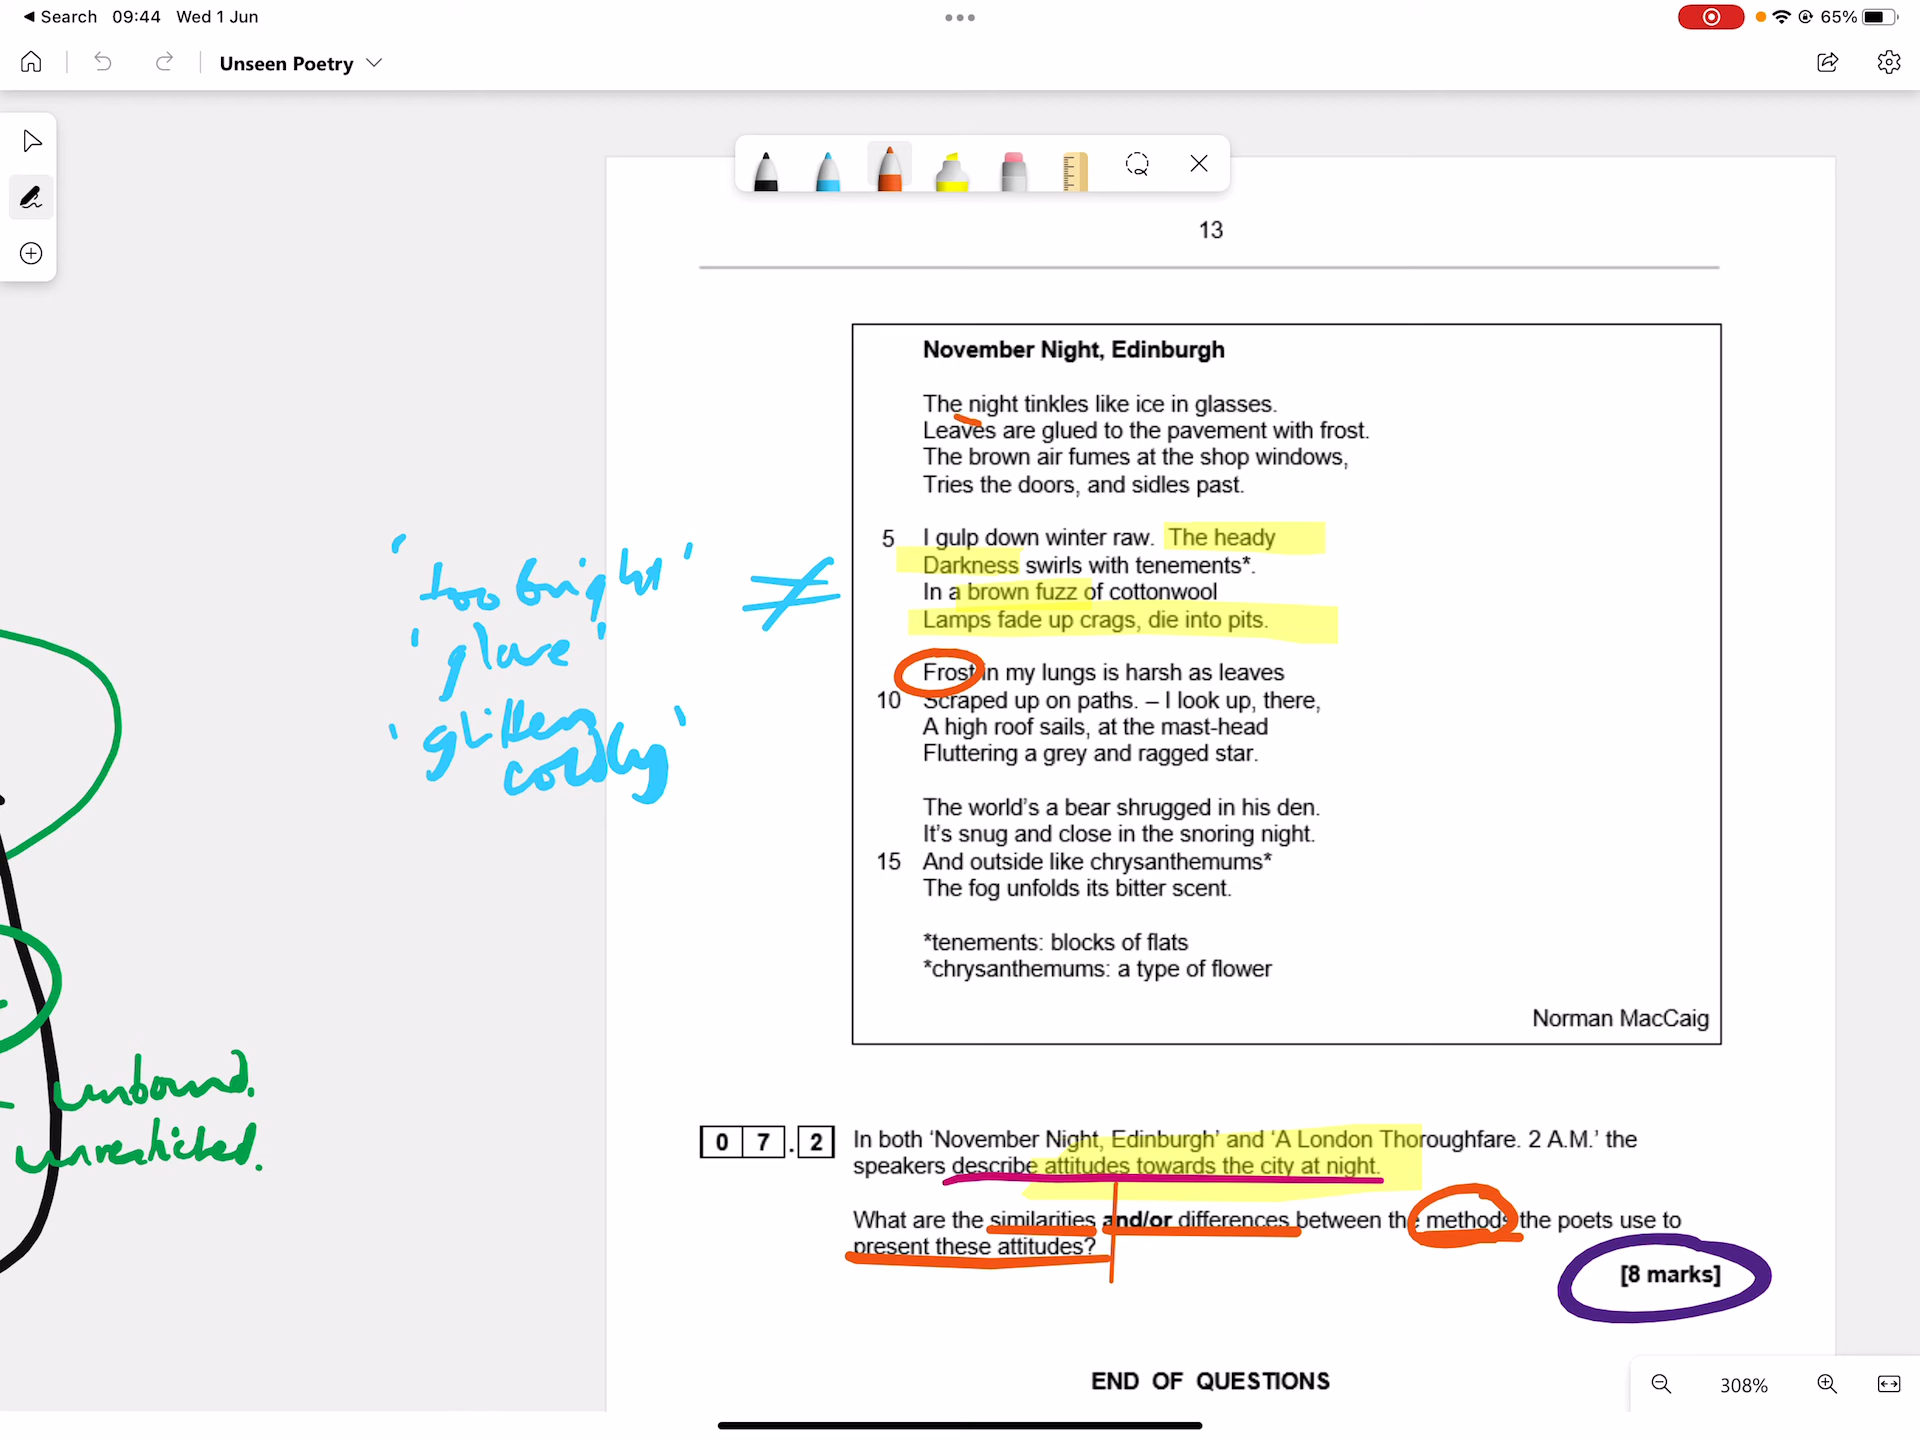 Search 09:44 Wed 1 Jun
65%
Unseen Poetry
13
November Night, Edinburgh
The night tinkles like ice in glasses.
Leaves are glued to the pavement with frost.
The brown air fumes at the shop windows,
Tries the doors, and sidles past.
5 I gulp down winter raw. The heady
Darkness swirls with tenements*.
In a brown fuzz of cottonwool
Lamps fade up crags, die into pits.
Frost in my lungs is harsh as leaves
10 Scraped up on paths. – I look up, there,
A high roof sails, at the mast-head
Fluttering a grey and ragged star.
The world's a bear shrugged in his den.
It's snug and close in the snoring night.
15 And outside like chrysanthemums*
The fog unfolds its bitter scent.
*tenements: blocks of flats
*chrysanthemums: a type of flower
Norman MacCaig
'too bright' ≠
'glare'
'glitters
coldly'
- unbound.
unrestricted.
07.2 In both ‘November Night, Edinburgh’ and ‘A London Thoroughfare. 2 A.M.’ the
speakers describe attitudes towards the city at night.
What are the similarities and/or differences between the methods the poets use to
present these attitudes?
[8 marks]
END OF QUESTIONS
308%